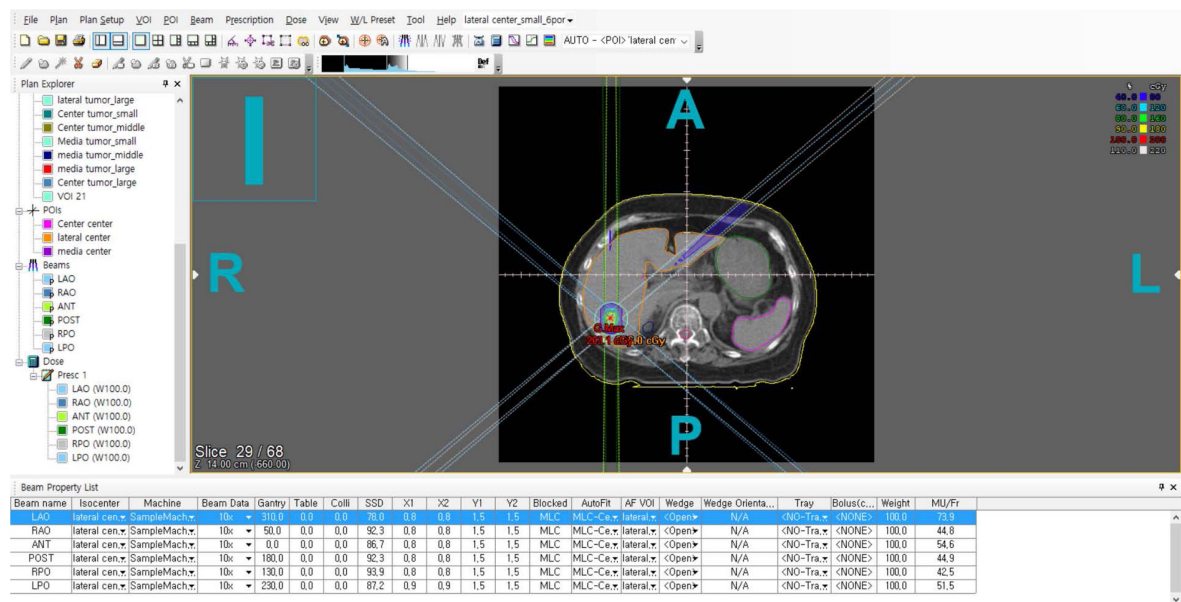 File Plan Plan Setup VOI POI Beam Prescription Dose View W/L Preset Tool Help lateral center_small_6por
AUTO - <POI> 'lateral cen
Def
Plan Explorer
lateral tumor_large
Center tumor_small
Center tumor_middle
Media tumor_small
media tumor_middle
media tumor_large
Center tumor_large
VOI 21
POIs
Center center
lateral center
media center
Beams
LAO
RAO
ANT
POST
RPO
LPO
Dose
Presc 1
LAO (W100.0)
RAO (W100.0)
ANT (W100.0)
POST (W100.0)
RPO (W100.0)
LPO (W100.0)
I
A
R
L
P
% cGy
40.0 80
60.0 120
80.0 160
90.0 180
100.0 200
110.0 220
G.Max
Slice 29 / 68
Z 14.00 cm (-660.00)
Beam Property List
Beam name Isocenter Machine Beam Data Gantry Table Colli SSD X1 X2 Y1 Y2 Blocked AutoFit AF VOI Wedge Wedge Orienta,,, Tray Bolus(c,,, Weight MU/Fr
LAO lateral cen, SampleMach, 10x 310,0 0,0 0,0 78,0 0,8 0,8 1,5 1,5 MLC MLC-Ce, lateral, <Open> N/A <NO-Tra, <NONE> 100,0 73,9
RAO lateral cen, SampleMach, 10x 50,0 0,0 0,0 92,3 0,8 0,8 1,5 1,5 MLC MLC-Ce, lateral, <Open> N/A <NO-Tra, <NONE> 100,0 44,8
ANT lateral cen, SampleMach, 10x 0,0 0,0 0,0 86,7 0,8 0,8 1,5 1,5 MLC MLC-Ce, lateral, <Open> N/A <NO-Tra, <NONE> 100,0 54,6
POST lateral cen, SampleMach, 10x 180,0 0,0 0,0 92,3 0,8 0,8 1,5 1,5 MLC MLC-Ce, lateral, <Open> N/A <NO-Tra, <NONE> 100,0 44,9
RPO lateral cen, SampleMach, 10x 130,0 0,0 0,0 93,9 0,8 0,8 1,5 1,5 MLC MLC-Ce, lateral, <Open> N/A <NO-Tra, <NONE> 100,0 42,5
LPO lateral cen, SampleMach, 10x 230,0 0,0 0,0 87,2 0,9 0,9 1,5 1,5 MLC MLC-Ce, lateral, <Open> N/A <NO-Tra, <NONE> 100,0 51,5